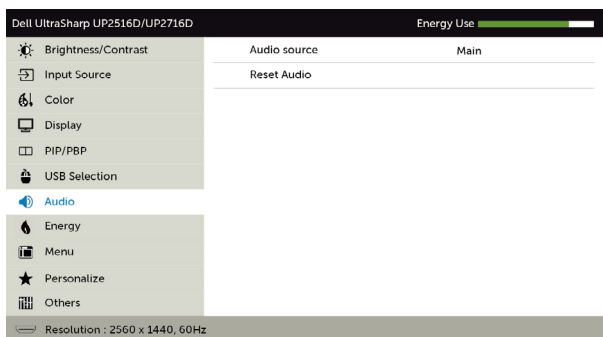 Dell UltraSharp UP2516D/UP2716D Energy Use
Brightness/Contrast Audio source Main
Input Source Reset Audio
Color
Display
PIP/PBP
USB Selection
Audio
Energy
Menu
Personalize
Others
Resolution : 2560 x 1440, 60Hz